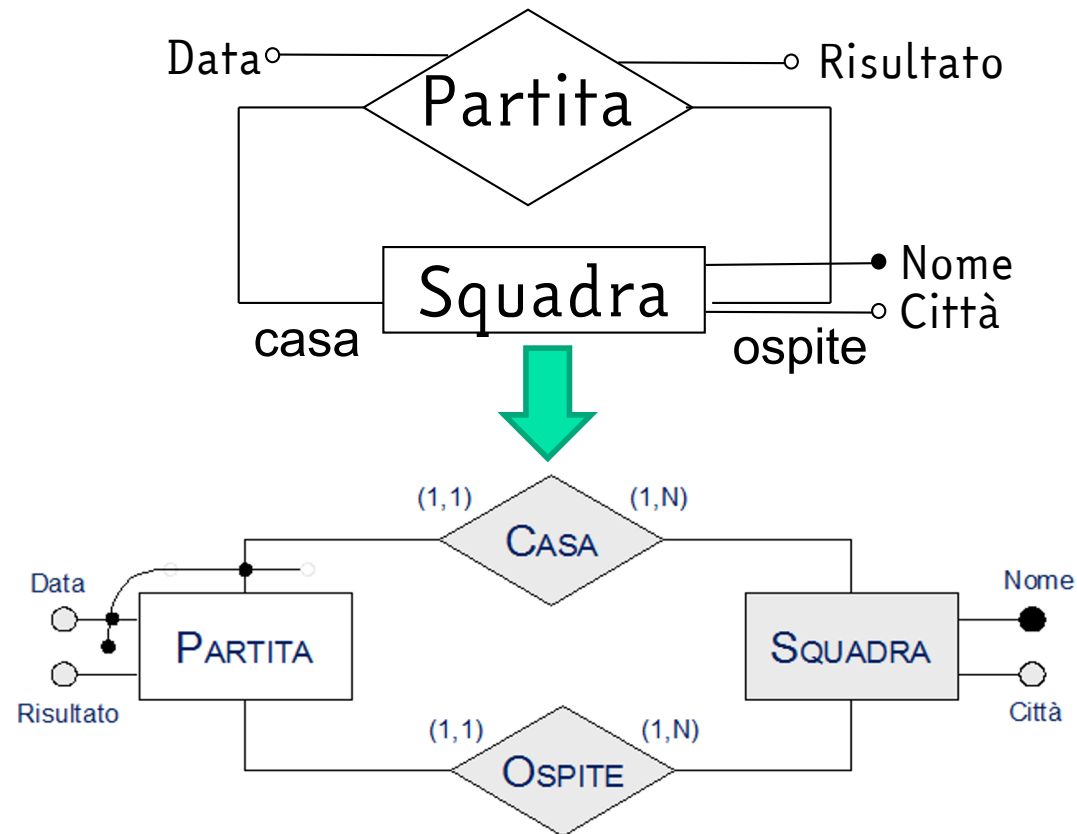 Data
Risultato
Partita
Squadra
Nome
Città
casa
ospite
(1,1)
(1,N)
CASA
Data
Nome
PARTITA
SQUADRA
Risultato
Città
(1,1)
(1,N)
OSPITE